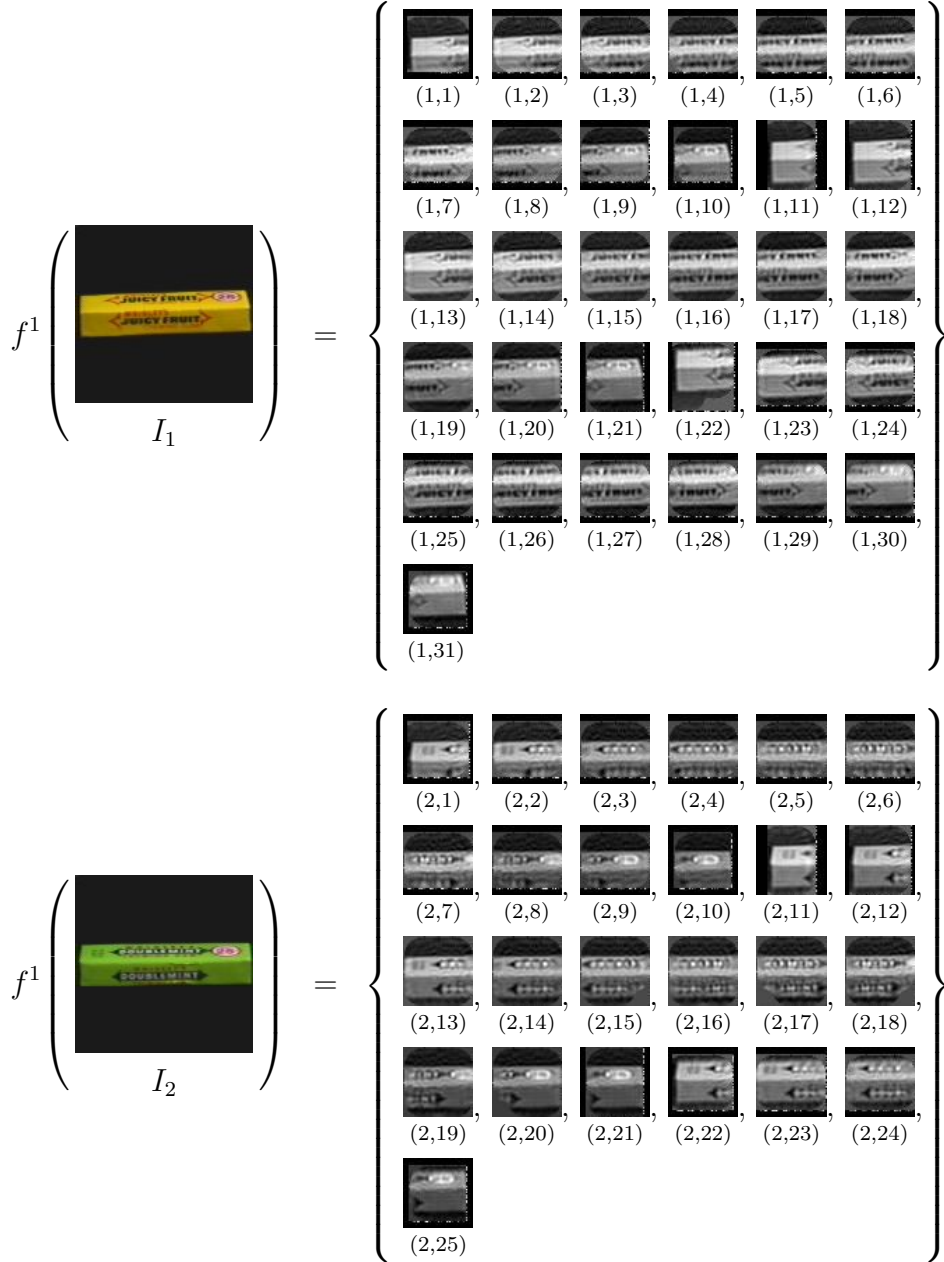 (1,1) , (1,2) , (1,3) , (1,4) , (1,5) , (1,6) ,
(1,7) , (1,8) , (1,9) , (1,10) , (1,11) , (1,12) ,
f¹ ( JUICY FRUIT 25
JUICY FRUIT
I₁ ) = {
(1,13) , (1,14) , (1,15) , (1,16) , (1,17) , (1,18) ,
(1,19) , (1,20) , (1,21) , (1,22) , (1,23) , (1,24) ,
(1,25) , (1,26) , (1,27) , (1,28) , (1,29) , (1,30) ,
(1,31) }
(2,1) , (2,2) , (2,3) , (2,4) , (2,5) , (2,6) ,
(2,7) , (2,8) , (2,9) , (2,10) , (2,11) , (2,12) ,
f¹ ( DOUBLEMINT 25
DOUBLEMINT
I₂ ) = {
(2,13) , (2,14) , (2,15) , (2,16) , (2,17) , (2,18) ,
(2,19) , (2,20) , (2,21) , (2,22) , (2,23) , (2,24) ,
(2,25) }